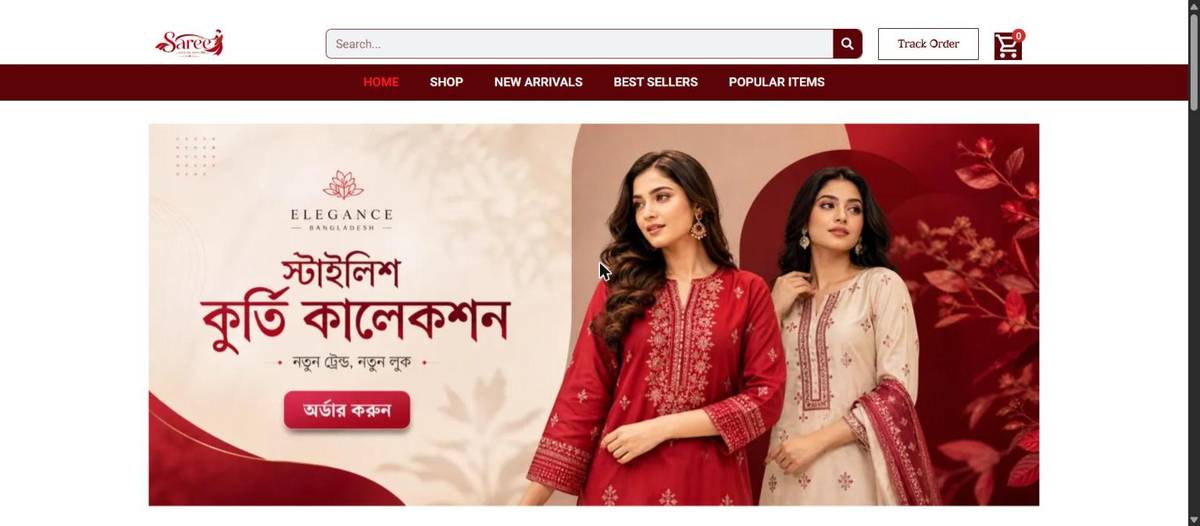 Saree
Search...
Track Order
0
HOME
SHOP
NEW ARRIVALS
BEST SELLERS
POPULAR ITEMS
ELEGANCE
BANGLADESH
স্টাইলিশ
কুর্তি কালেকশন
নতুন ট্রেন্ড, নতুন লুক
অর্ডার করুন